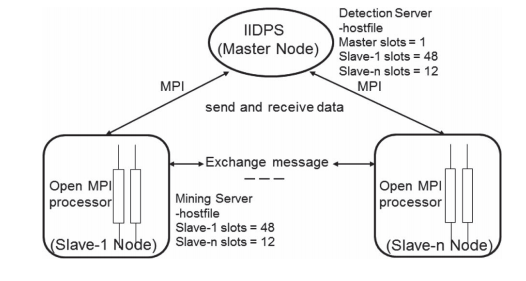 IIDPS
(Master Node)
Detection Server
-hostfile
Master slots = 1
Slave-1 slots = 48
Slave-n slots = 12
MPI
MPI
send and receive data
Exchange message
Open MPI
processor
(Slave-1 Node)
Mining Server
-hostfile
Slave-1 slots = 48
Slave-n slots = 12
Open MPI
processor
(Slave-n Node)